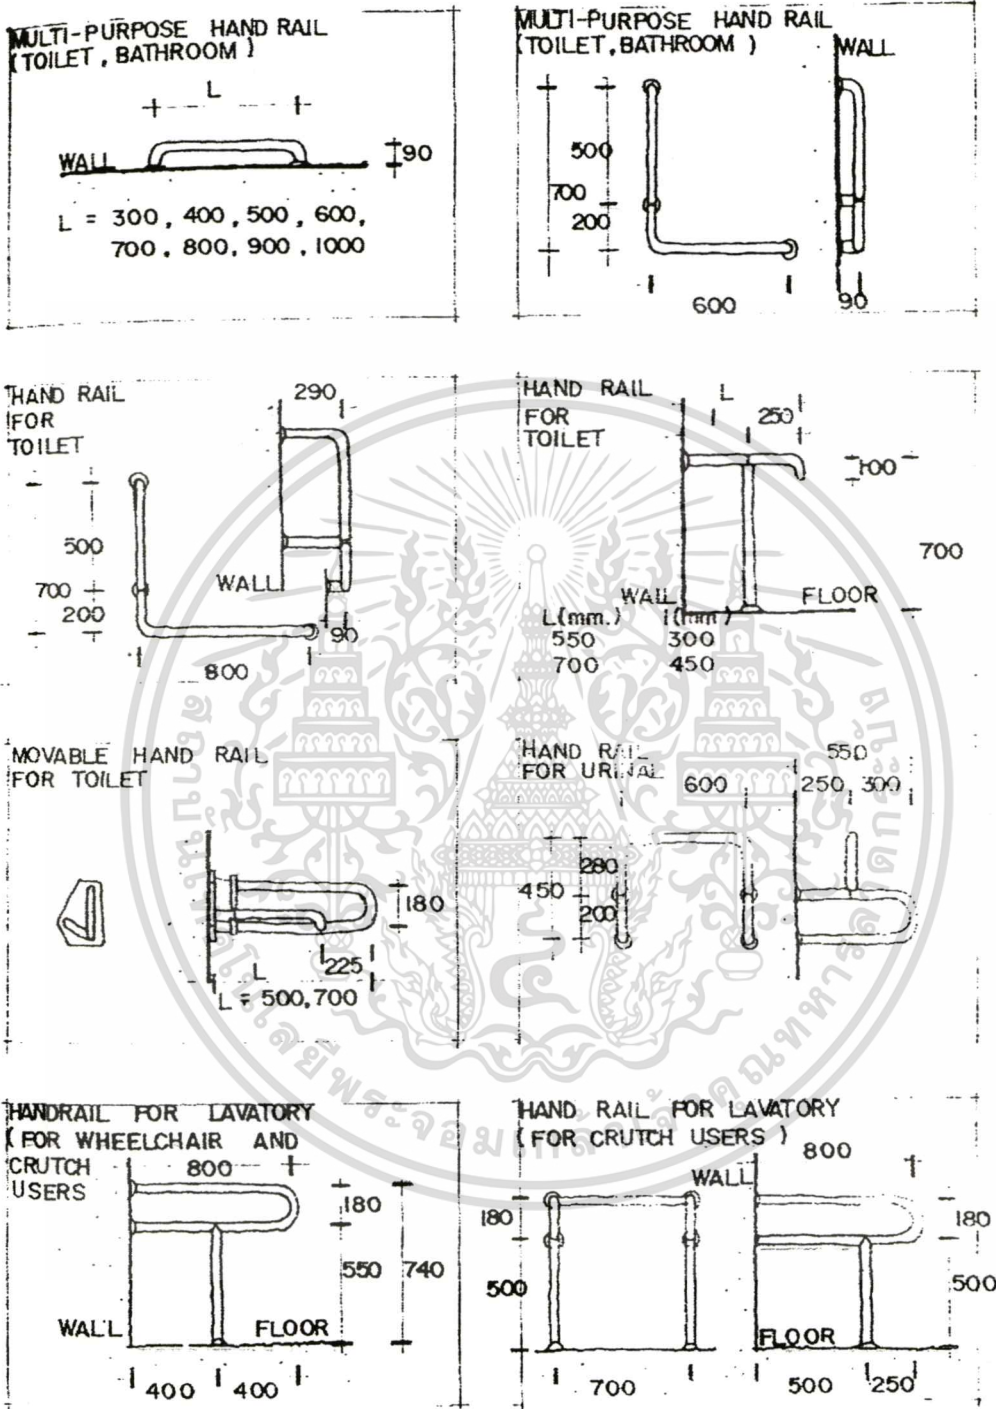 MULTI-PURPOSE HAND RAIL
(TOILET, BATHROOM)
L
WALL
90
L = 300, 400, 500, 600,
700, 800, 900, 1000
MULTI-PURPOSE HAND RAIL
(TOILET, BATHROOM)
WALL
500
700
200
600
90
HAND RAIL
FOR
TOILET
290
500
700
200
WALL
90
800
HAND RAIL
FOR
TOILET
L
250
100
700
WALL
FLOOR
L(mm.) l(mm)
550 300
700 450
MOVABLE HAND RAIL
FOR TOILET
180
L
225
L = 500,700
HAND RAIL
FOR URINAL
550
600
250 300
280
450
200
HANDRAIL FOR LAVATORY
(FOR WHEELCHAIR AND
CRUTCH
USERS
800
180
550
740
WALL
FLOOR
400
400
HAND RAIL FOR LAVATORY
(FOR CRUTCH USERS)
800
WALL
180
180
500
500
FLOOR
700
500
250